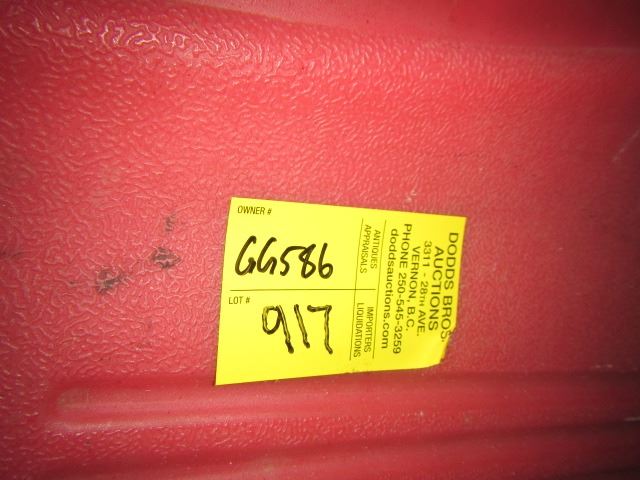 OWNER #
GG586
LOT #
917
ANTIQUES
APPRAISALS
IMPORTERS
LIQUIDATIONS
DODDS BROS.
AUCTIONS
3311 - 28TH AVE.
VERNON, B.C.
PHONE 250-545-3259
doddsauctions.com